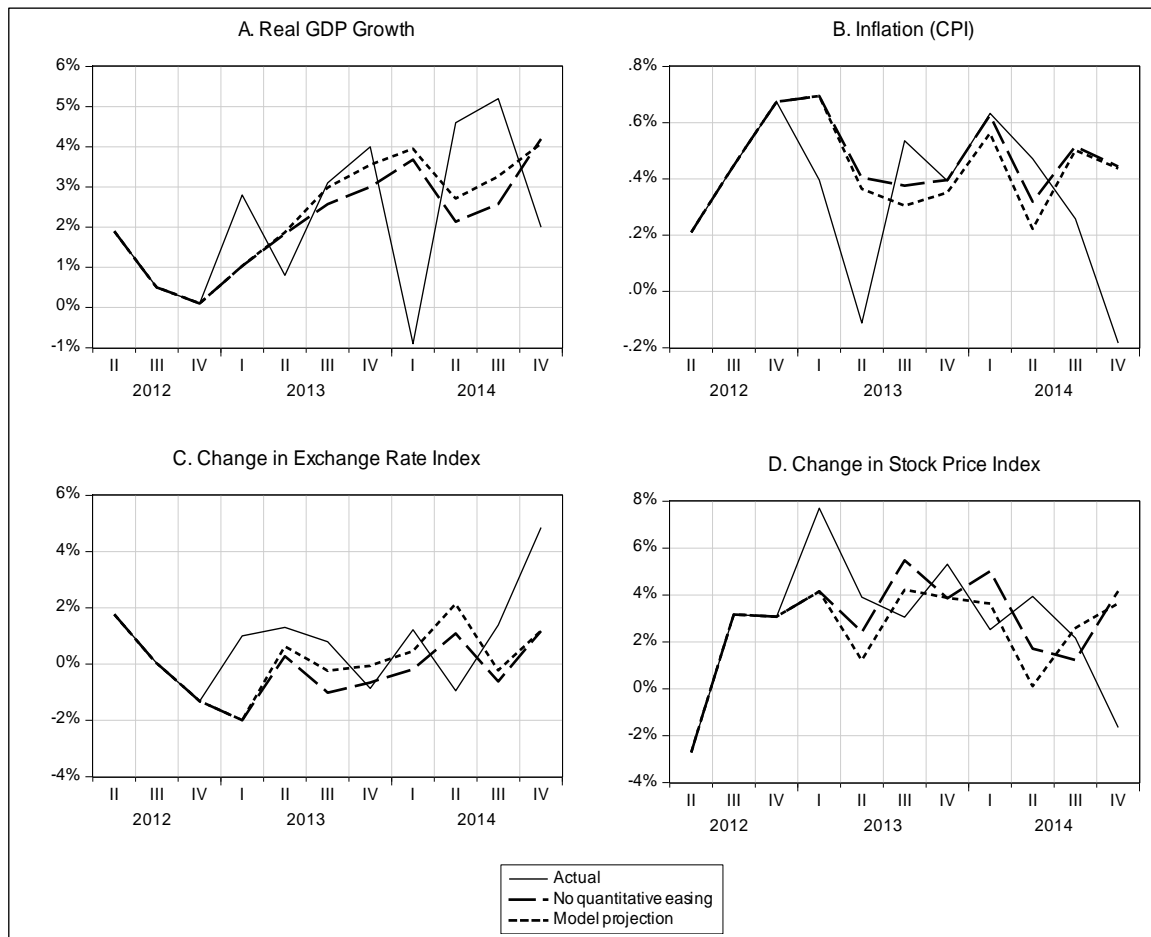 A. Real GDP Growth
6%
5%
4%
3%
2%
1%
0%
-1%
II III IV I II III IV I II III IV
2012 2013 2014
B. Inflation (CPI)
.8%
.6%
.4%
.2%
.0%
-.2%
II III IV I II III IV I II III IV
2012 2013 2014
C. Change in Exchange Rate Index
6%
4%
2%
0%
-2%
-4%
II III IV I II III IV I II III IV
2012 2013 2014
D. Change in Stock Price Index
8%
6%
4%
2%
0%
-2%
-4%
II III IV I II III IV I II III IV
2012 2013 2014
Actual
No quantitative easing
Model projection